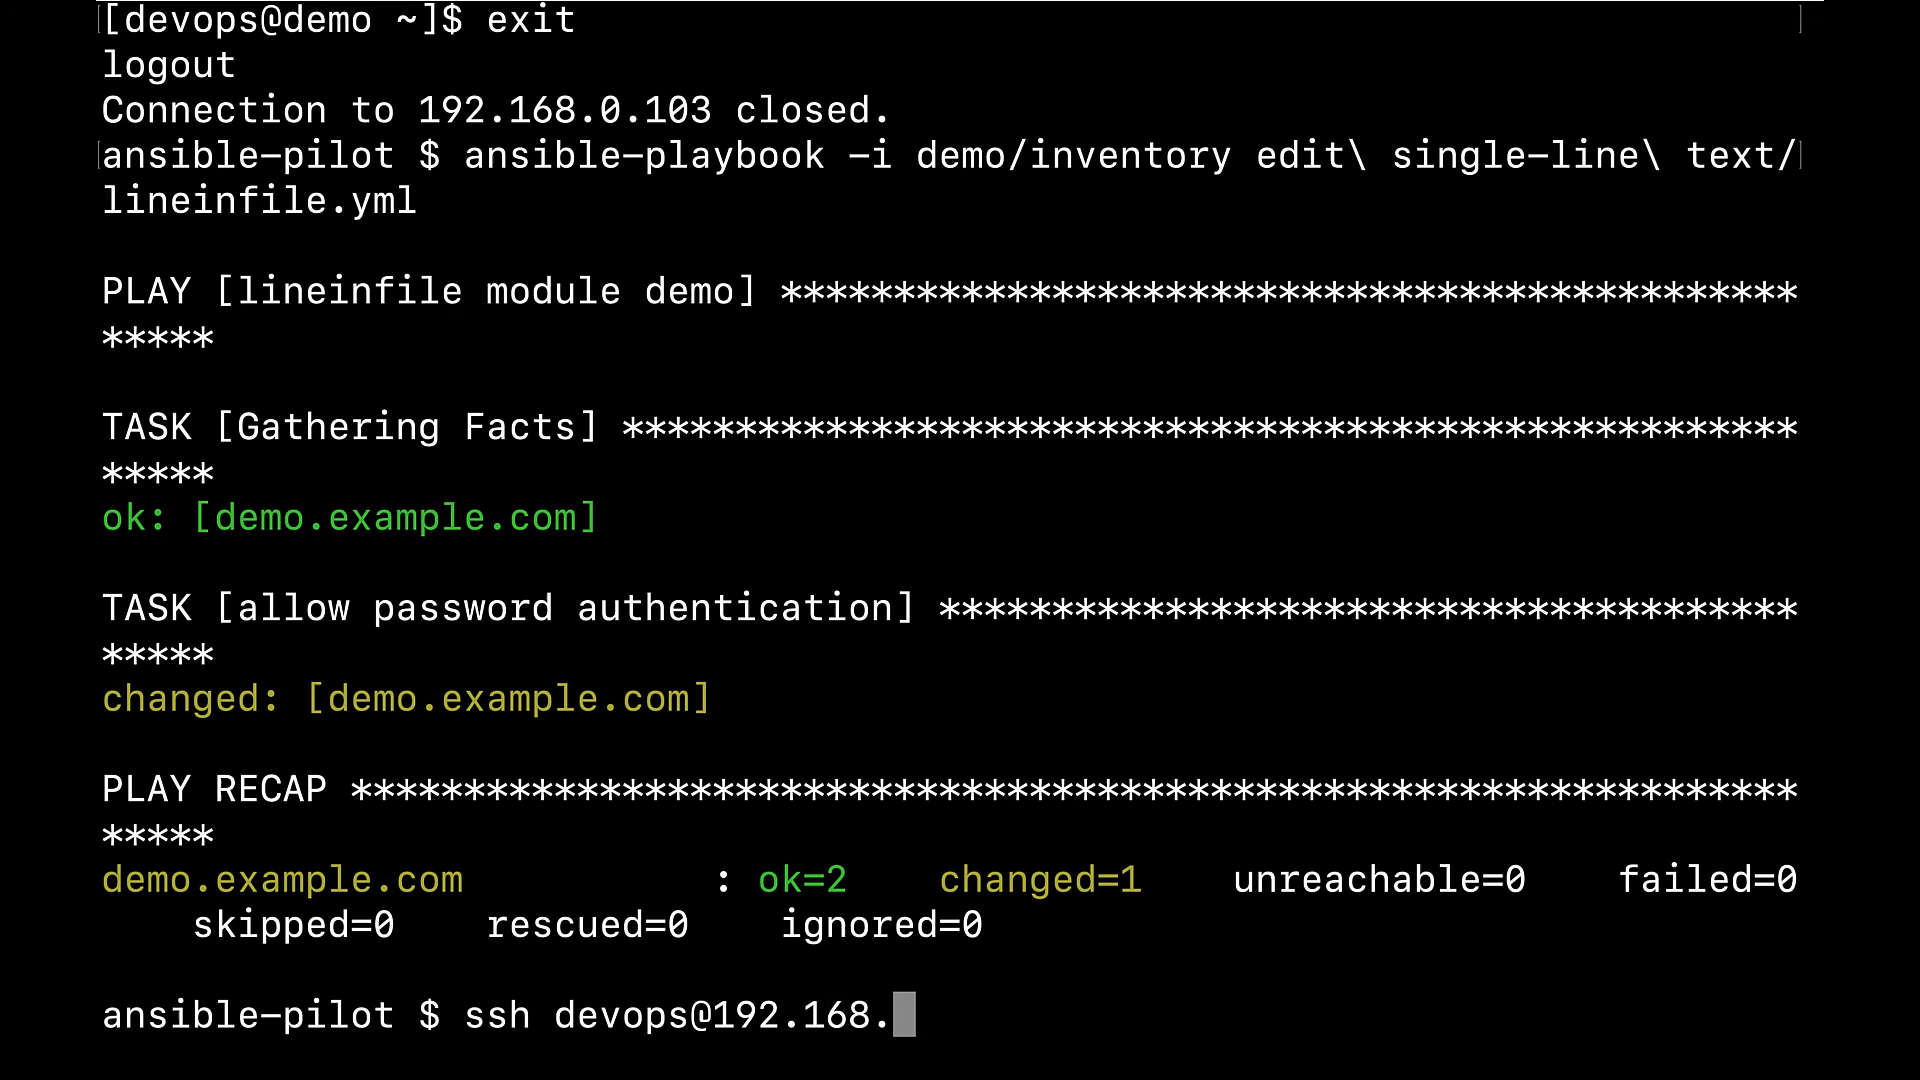 [devops@demo ~]$ exit
logout
Connection to 192.168.0.103 closed.
ansible-pilot $ ansible-playbook -i demo/inventory edit\ single-line\ text/
lineinfile.yml
PLAY [lineinfile module demo] *********************************************
*****
TASK [Gathering Facts] ****************************************************
*****
ok: [demo.example.com]
TASK [allow password authentication] **************************************
*****
changed: [demo.example.com]
PLAY RECAP ****************************************************************
*****
demo.example.com           : ok=2    changed=1    unreachable=0    failed=0
    skipped=0    rescued=0    ignored=0
ansible-pilot $ ssh devops@192.168.